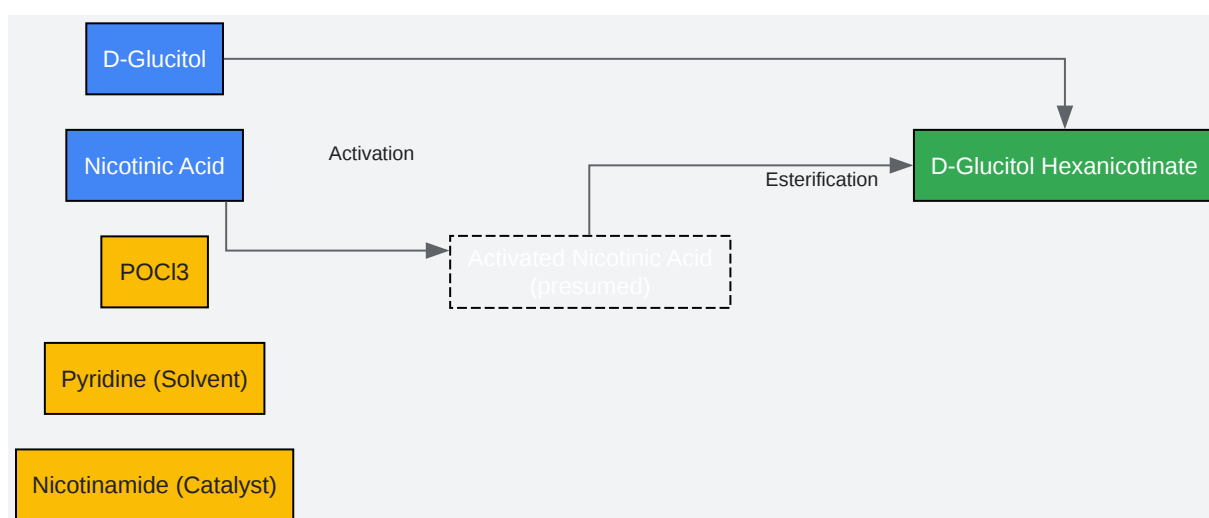 D-Glucitol
Nicotinic Acid
Activation
Esterification
D-Glucitol Hexanicotinate
POCl3
Activated Nicotinic Acid
(presumed)
Pyridine (Solvent)
Nicotinamide (Catalyst)